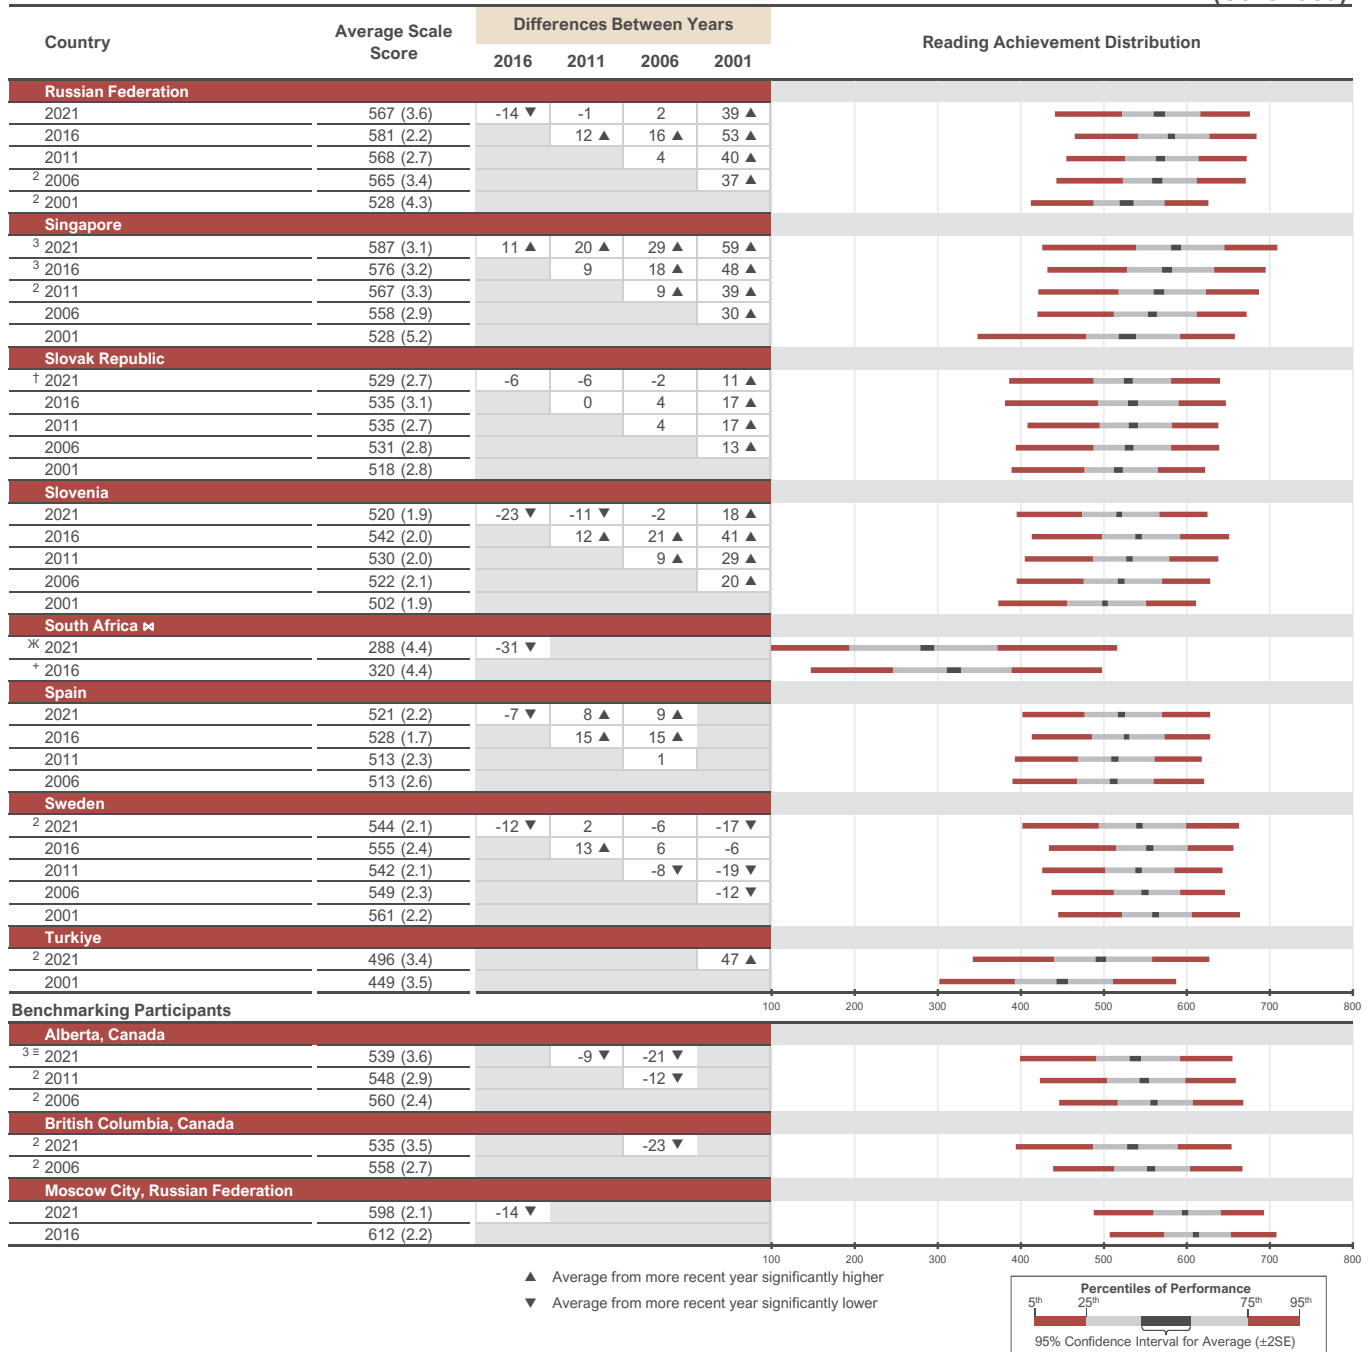 Country Average Scale Score Differences Between Years Reading Achievement Distribution
2016 2011 2006 2001
Russian Federation
2021 567 (3.6) -14 ▼ -1 2 39 ▲
2016 581 (2.2) 12 ▲ 16 ▲ 53 ▲
2011 568 (2.7) 4 40 ▲
2 2006 565 (3.4) 37 ▲
2 2001 528 (4.3)
Singapore
3 2021 587 (3.1) 11 ▲ 20 ▲ 29 ▲ 59 ▲
3 2016 576 (3.2) 9 18 ▲ 48 ▲
2 2011 567 (3.3) 9 ▲ 39 ▲
2006 558 (2.9) 30 ▲
2001 528 (5.2)
Slovak Republic
† 2021 529 (2.7) -6 -6 -2 11 ▲
2016 535 (3.1) 0 4 17 ▲
2011 535 (2.7) 4 17 ▲
2006 531 (2.8) 13 ▲
2001 518 (2.8)
Slovenia
2021 520 (1.9) -23 ▼ -11 ▼ -2 18 ▲
2016 542 (2.0) 12 ▲ 21 ▲ 41 ▲
2011 530 (2.0) 9 ▲ 29 ▲
2006 522 (2.1) 20 ▲
2001 502 (1.9)
South Africa ⋈
Ж 2021 288 (4.4) -31 ▼
+ 2016 320 (4.4)
Spain
2021 521 (2.2) -7 ▼ 8 ▲ 9 ▲
2016 528 (1.7) 15 ▲ 15 ▲
2011 513 (2.3) 1
2006 513 (2.6)
Sweden
2 2021 544 (2.1) -12 ▼ 2 -6 -17 ▼
2016 555 (2.4) 13 ▲ 6 -6
2011 542 (2.1) -8 ▼ -19 ▼
2006 549 (2.3) -12 ▼
2001 561 (2.2)
Turkiye
2 2021 496 (3.4) 47 ▲
2001 449 (3.5)
Benchmarking Participants 100 200 300 400 500 600 700 800
Alberta, Canada
3 ≡ 2021 539 (3.6) -9 ▼ -21 ▼
2 2011 548 (2.9) -12 ▼
2 2006 560 (2.4)
British Columbia, Canada
2 2021 535 (3.5) -23 ▼
2 2006 558 (2.7)
Moscow City, Russian Federation
2021 598 (2.1) -14 ▼
2016 612 (2.2)
100 200 300 400 500 600 700 800
▲ Average from more recent year significantly higher
▼ Average from more recent year significantly lower
Percentiles of Performance
5th 25th 75th 95th
95% Confidence Interval for Average (±2SE)